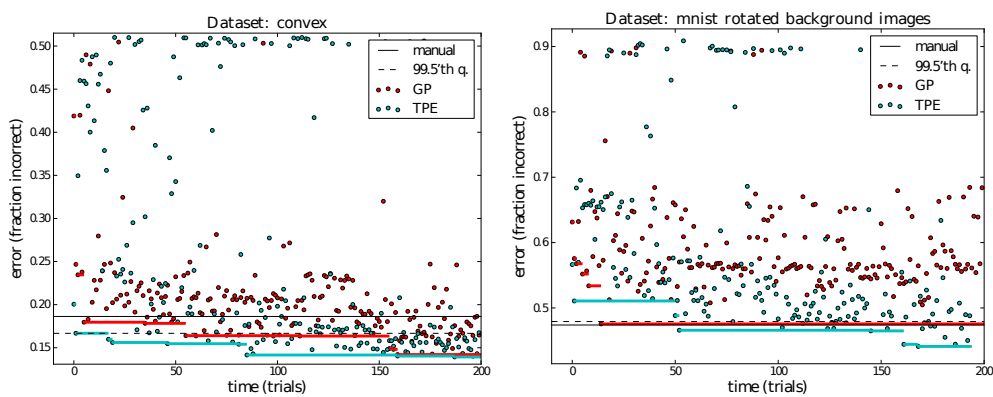 Dataset: convex
0.50
0.45
0.40
0.35
0.30
0.25
0.20
0.15
error (fraction incorrect)
manual
99.5'th q.
GP
TPE
0
50
100
150
200
time (trials)
Dataset: mnist rotated background images
0.9
0.8
0.7
0.6
0.5
error (fraction incorrect)
manual
99.5'th q.
GP
TPE
0
50
100
150
200
time (trials)